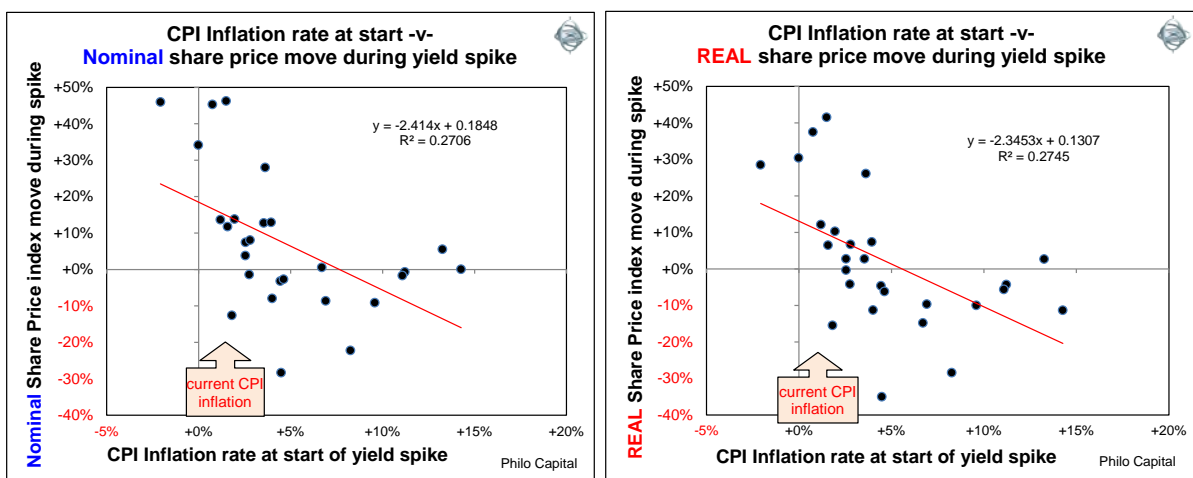 CPI Inflation rate at start -v-
Nominal share price move during yield spike
Nominal Share Price index move during spike
+50%
+40%
+30%
+20%
+10%
+0%
-10%
-20%
-30%
-40%
y = -2.414x + 0.1848
R² = 0.2706
current CPI
inflation
-5%
+0%
+5%
+10%
+15%
+20%
CPI Inflation rate at start of yield spike
Philo Capital
CPI Inflation rate at start -v-
REAL share price move during yield spike
REAL Share Price index move during spike
+50%
+40%
+30%
+20%
+10%
+0%
-10%
-20%
-30%
-40%
y = -2.3453x + 0.1307
R² = 0.2745
current CPI
inflation
-5%
+0%
+5%
+10%
+15%
+20%
CPI Inflation rate at start of yield spike
Philo Capital